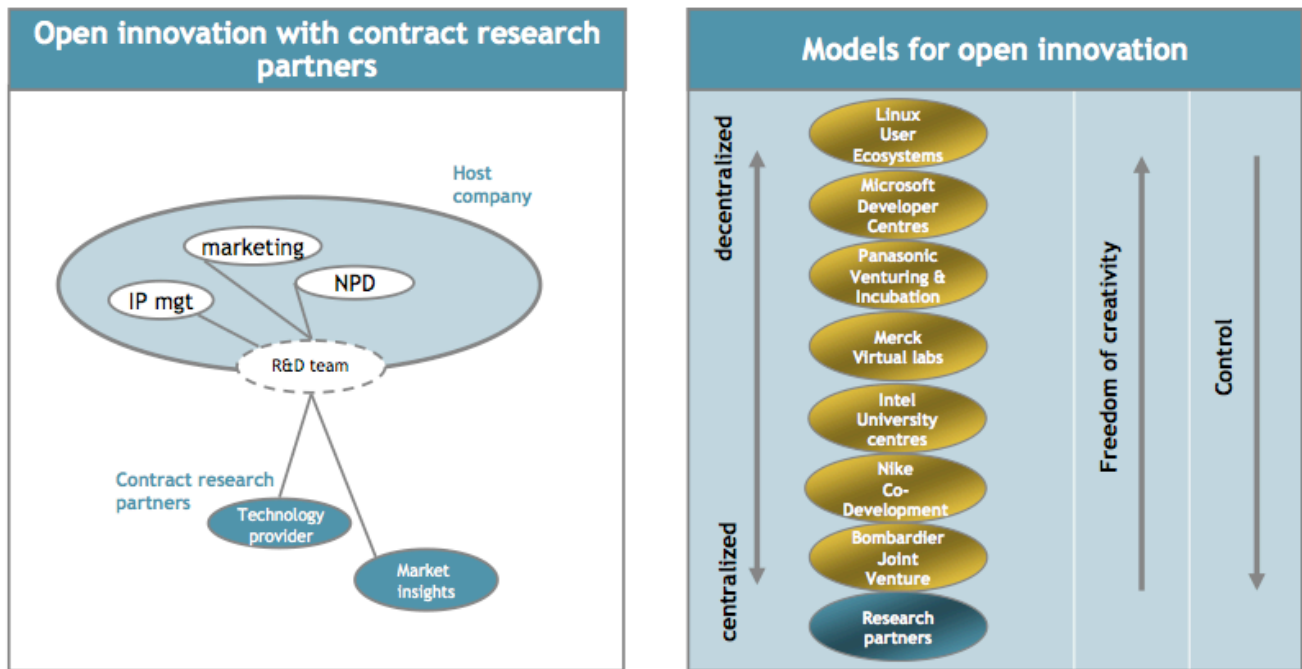 Open innovation with contract research
partners
Host
company
marketing
NPD
IP mgt
R&D team
Contract research
partners
Technology
provider
Market
insights
Models for open innovation
decentralized
centralized
Linux
User
Ecosystems
Microsoft
Developer
Centres
Panasonic
Venturing &
Incubation
Merck
Virtual labs
Intel
University
centres
Nike
Co-
Development
Bombardier
Joint
Venture
Research
partners
Freedom of creativity
Control